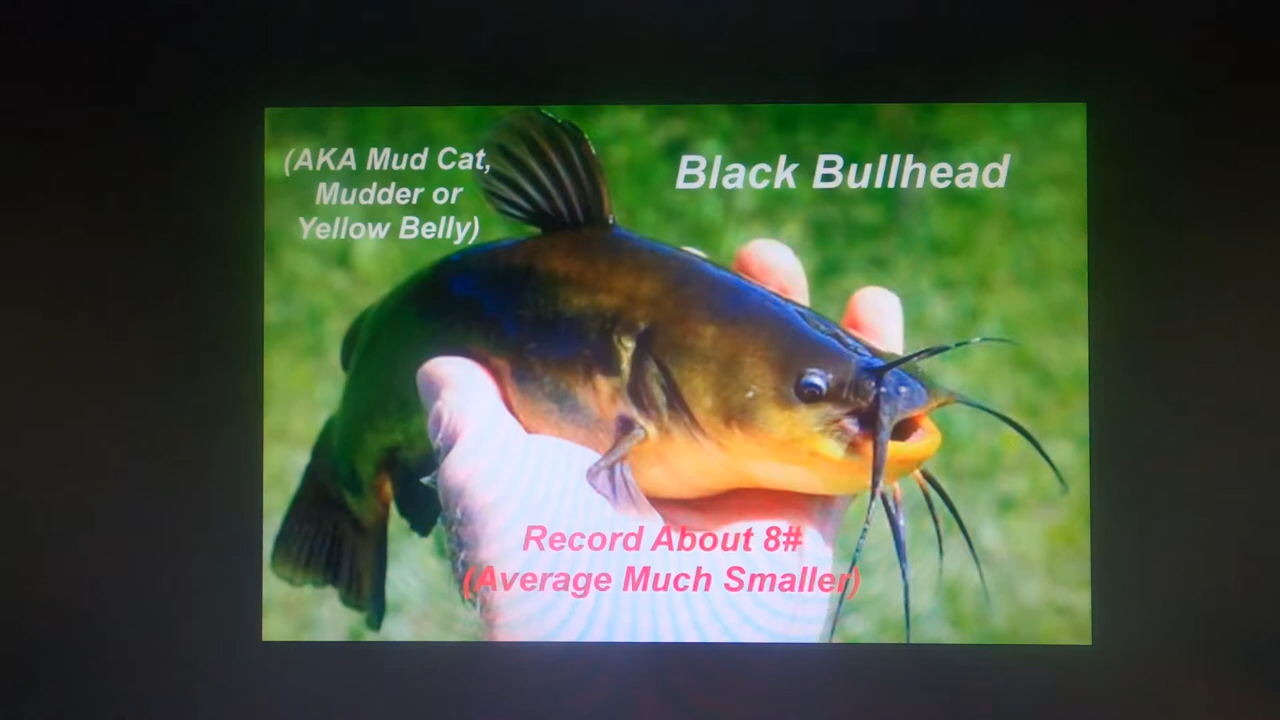 (AKA Mud Cat,
Mudder or
Yellow Belly)
Black Bullhead
Record About 8#
(Average Much Smaller)